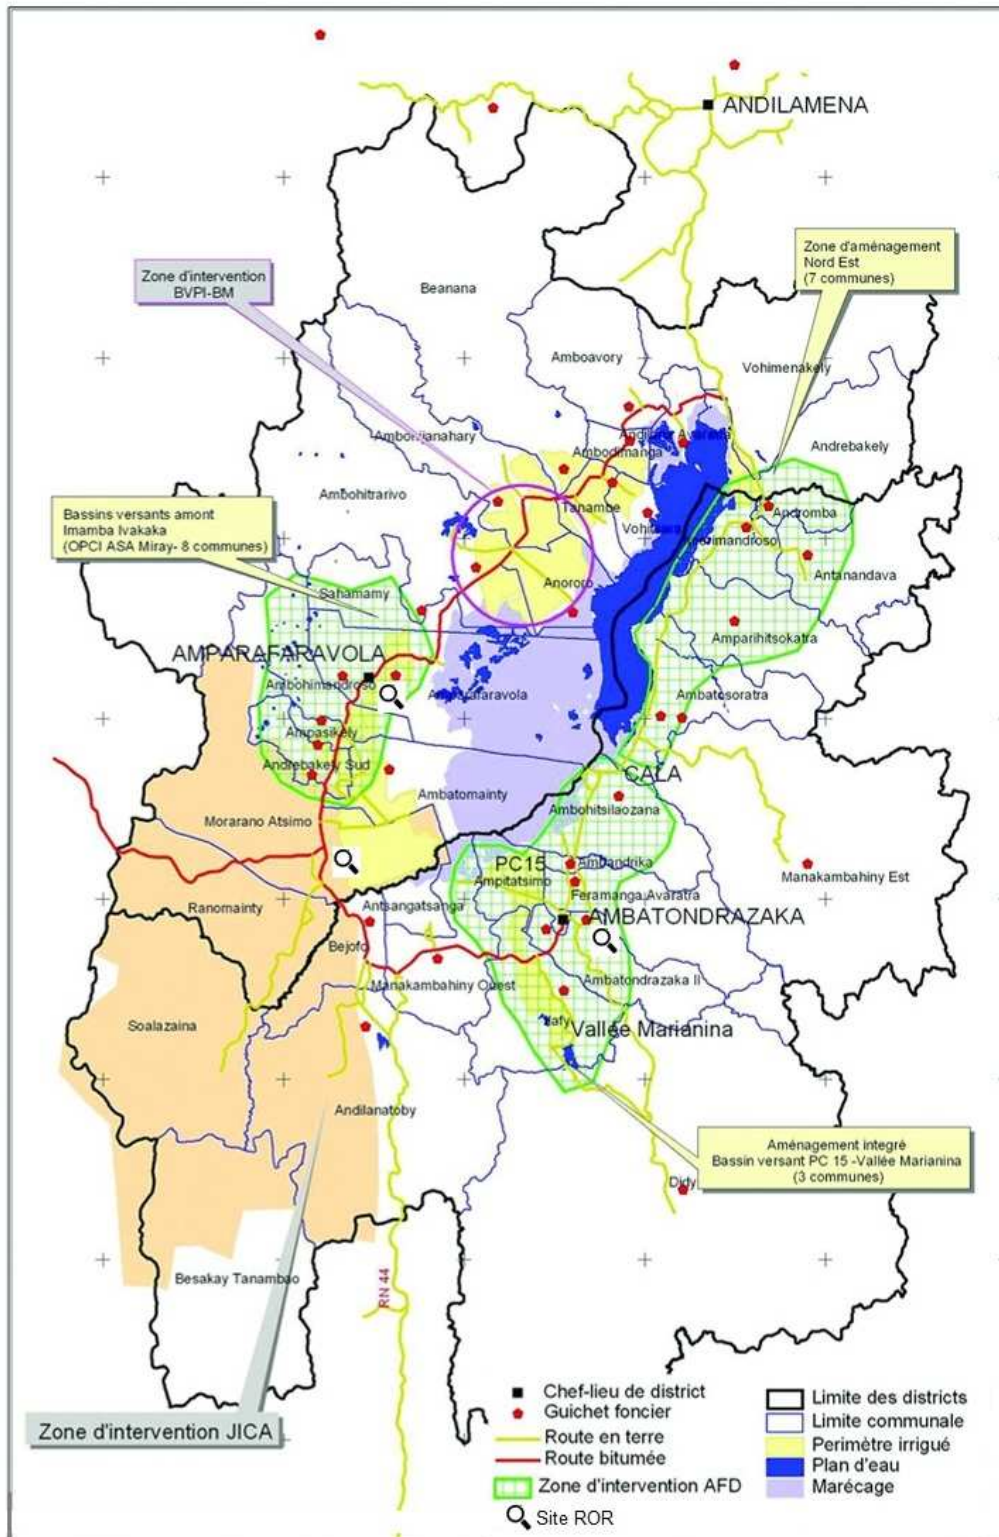 ANDILAMENA
Zone d'aménagement
Nord Est
(7 communes)
Zone d'intervention
BVPI-BM
Beanana
Amboavory
Vohimenakely
Andrebakely
Ambodimanga
Ambohitrarivo
Tanambe
Andromba
Bassins versants amont
Imamba Ivakaka
(OPCI ASA Miray- 8 communes)
Anororo
Antanandava
Sahamamy
Amparihitsokatra
AMPARAFARAVOLA
Ambohimandroso
Ambatosoratra
Ampasikely
Andrebakely Sud
CALA
Ambatomainty
Ambohitsilaozana
Morarano Atsimo
PC15
Ambandrika
Ampitatsimo
Manakambahiny Est
Feramanga Avaratra
Ranomainty
Antsangatsanga
AMBATONDRAZAKA
Bejofo
Manakambahiny Ouest
Ambatondrazaka II
Soalazaina
Vallée Marianina
Andilanatoby
Aménagement integré
Bassin versant PC 15 -Vallée Marianina
(3 communes)
Didy
Besakay Tanambao
RN 44
Zone d'intervention JICA
Chef-lieu de district
Guichet foncier
Route en terre
Route bitumée
Zone d'intervention AFD
Site ROR
Limite des districts
Limite communale
Perimètre irrigué
Plan d'eau
Marécage